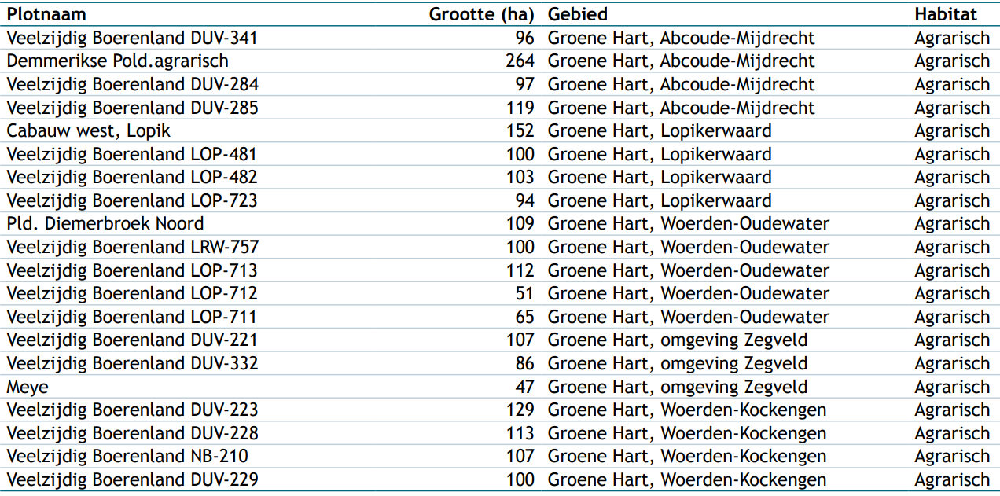 Plotnaam Grootte (ha) Gebied Habitat
Veelzijdig Boerenland DUV-341 96 Groene Hart, Abcoude-Mijdrecht Agrarisch
Demmerikse Pold.agrarisch 264 Groene Hart, Abcoude-Mijdrecht Agrarisch
Veelzijdig Boerenland DUV-284 97 Groene Hart, Abcoude-Mijdrecht Agrarisch
Veelzijdig Boerenland DUV-285 119 Groene Hart, Abcoude-Mijdrecht Agrarisch
Cabauw west, Lopik 152 Groene Hart, Lopikerwaard Agrarisch
Veelzijdig Boerenland LOP-481 100 Groene Hart, Lopikerwaard Agrarisch
Veelzijdig Boerenland LOP-482 103 Groene Hart, Lopikerwaard Agrarisch
Veelzijdig Boerenland LOP-723 94 Groene Hart, Lopikerwaard Agrarisch
Pld. Diemerbroek Noord 109 Groene Hart, Woerden-Oudewater Agrarisch
Veelzijdig Boerenland LRW-757 100 Groene Hart, Woerden-Oudewater Agrarisch
Veelzijdig Boerenland LOP-713 112 Groene Hart, Woerden-Oudewater Agrarisch
Veelzijdig Boerenland LOP-712 51 Groene Hart, Woerden-Oudewater Agrarisch
Veelzijdig Boerenland LOP-711 65 Groene Hart, Woerden-Oudewater Agrarisch
Veelzijdig Boerenland DUV-221 107 Groene Hart, omgeving Zegveld Agrarisch
Veelzijdig Boerenland DUV-332 86 Groene Hart, omgeving Zegveld Agrarisch
Meye 47 Groene Hart, omgeving Zegveld Agrarisch
Veelzijdig Boerenland DUV-223 129 Groene Hart, Woerden-Kockengen Agrarisch
Veelzijdig Boerenland DUV-228 113 Groene Hart, Woerden-Kockengen Agrarisch
Veelzijdig Boerenland NB-210 107 Groene Hart, Woerden-Kockengen Agrarisch
Veelzijdig Boerenland DUV-229 100 Groene Hart, Woerden-Kockengen Agrarisch